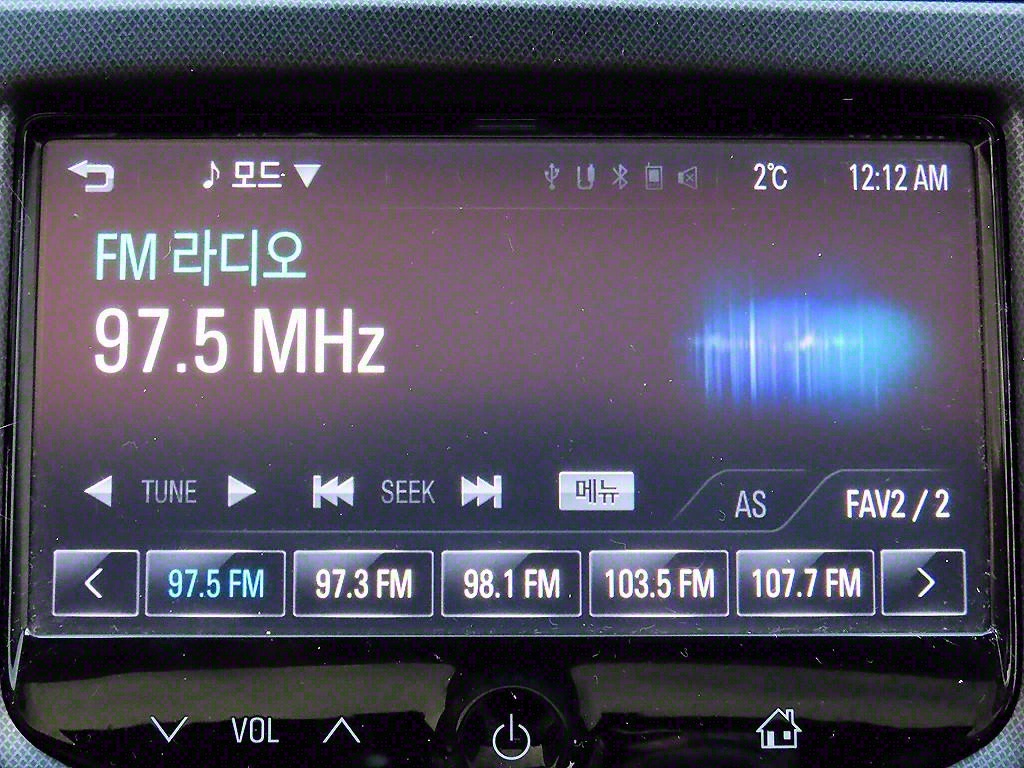 모드 2℃ 12:12 AM
FM 라디오
97.5 MHz
TUNE SEEK 메뉴 AS FAV2 / 2
97.5 FM 97.3 FM 98.1 FM 103.5 FM 107.7 FM
VOL